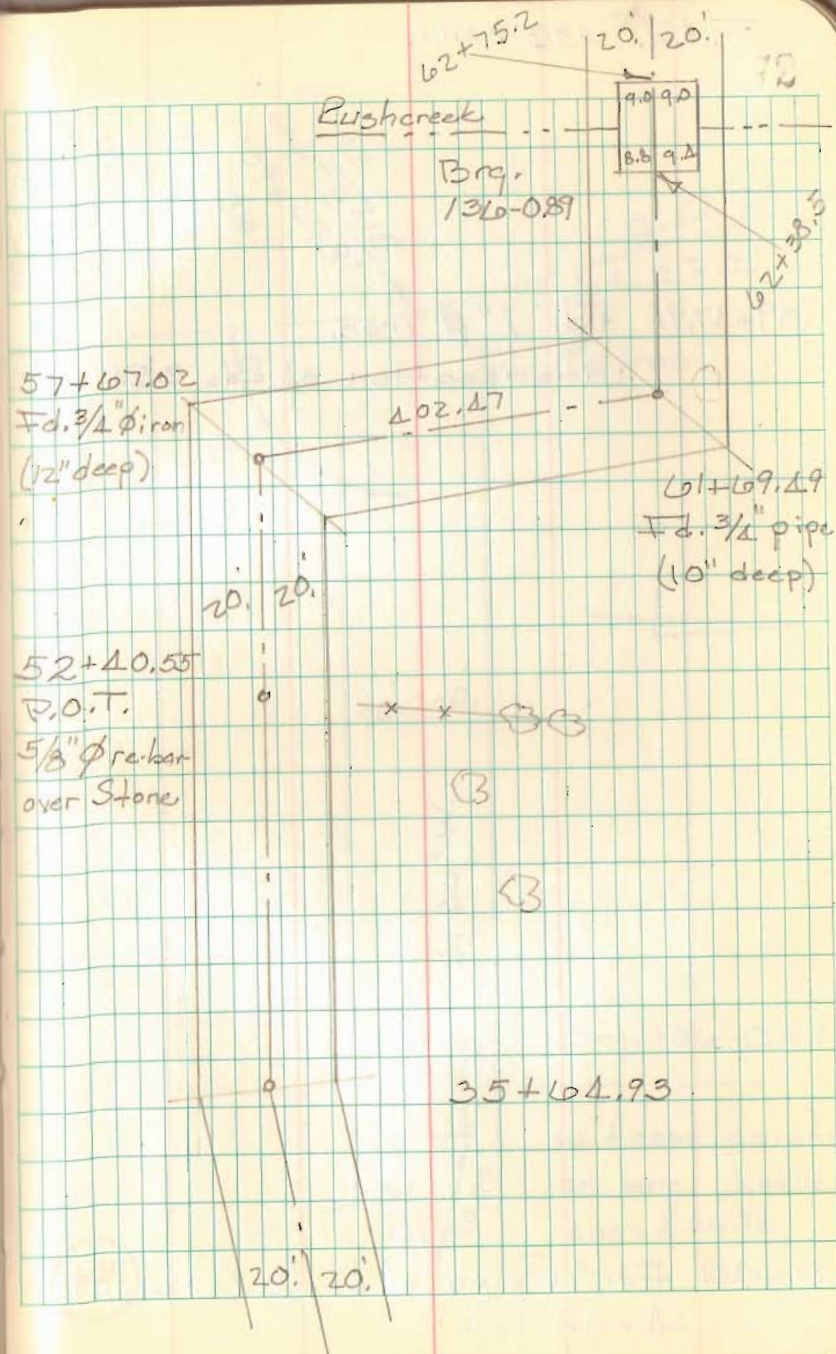 20.' 20.'
62+75.2
Rushcreek
9.0 9.0
8.8 9.4
Brg.
136-0.89
62+38.5
57+67.02
Fd. 3/4" Ø iron
(12" deep)
402.47
61+69.49
Fd. 3/4" pipe
(10" deep)
20.' 20.'
52+40.55
P.O.T.
5/8" Ø re-bar
over Stone
35+64.93
20.' 20.'